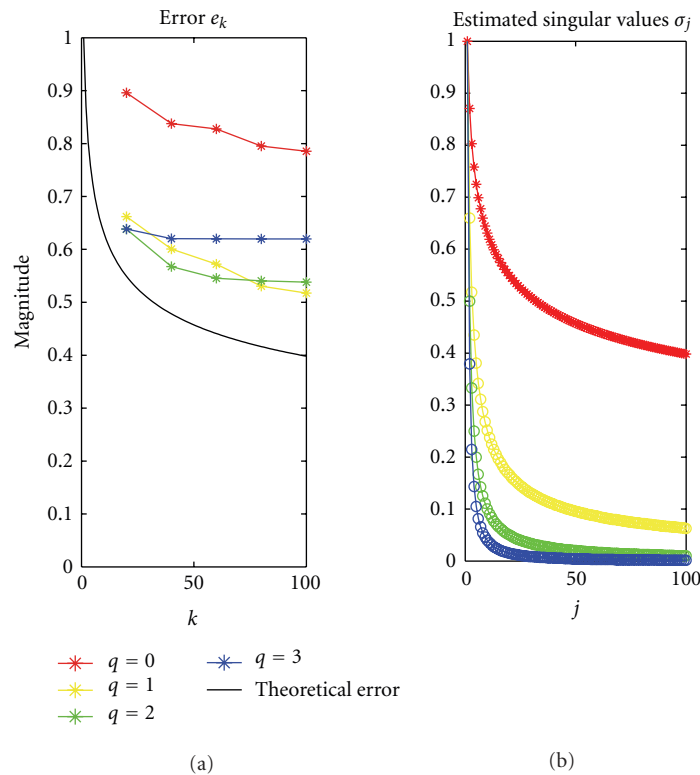 Error e_k
1
0.9
0.8
0.7
0.6
0.5
0.4
0.3
0.2
0.1
0
0 50 100
Magnitude
k
Estimated singular values σ_j
1
0.9
0.8
0.7
0.6
0.5
0.4
0.3
0.2
0.1
0
0 50 100
j
q = 0
q = 1
q = 2
q = 3
Theoretical error
(a)
(b)